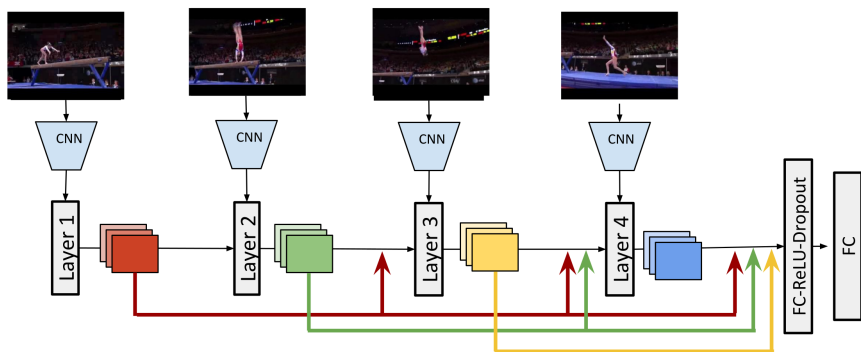 CNN
CNN
CNN
CNN
Layer 1
Layer 2
Layer 3
Layer 4
FC-ReLU-Dropout
FC